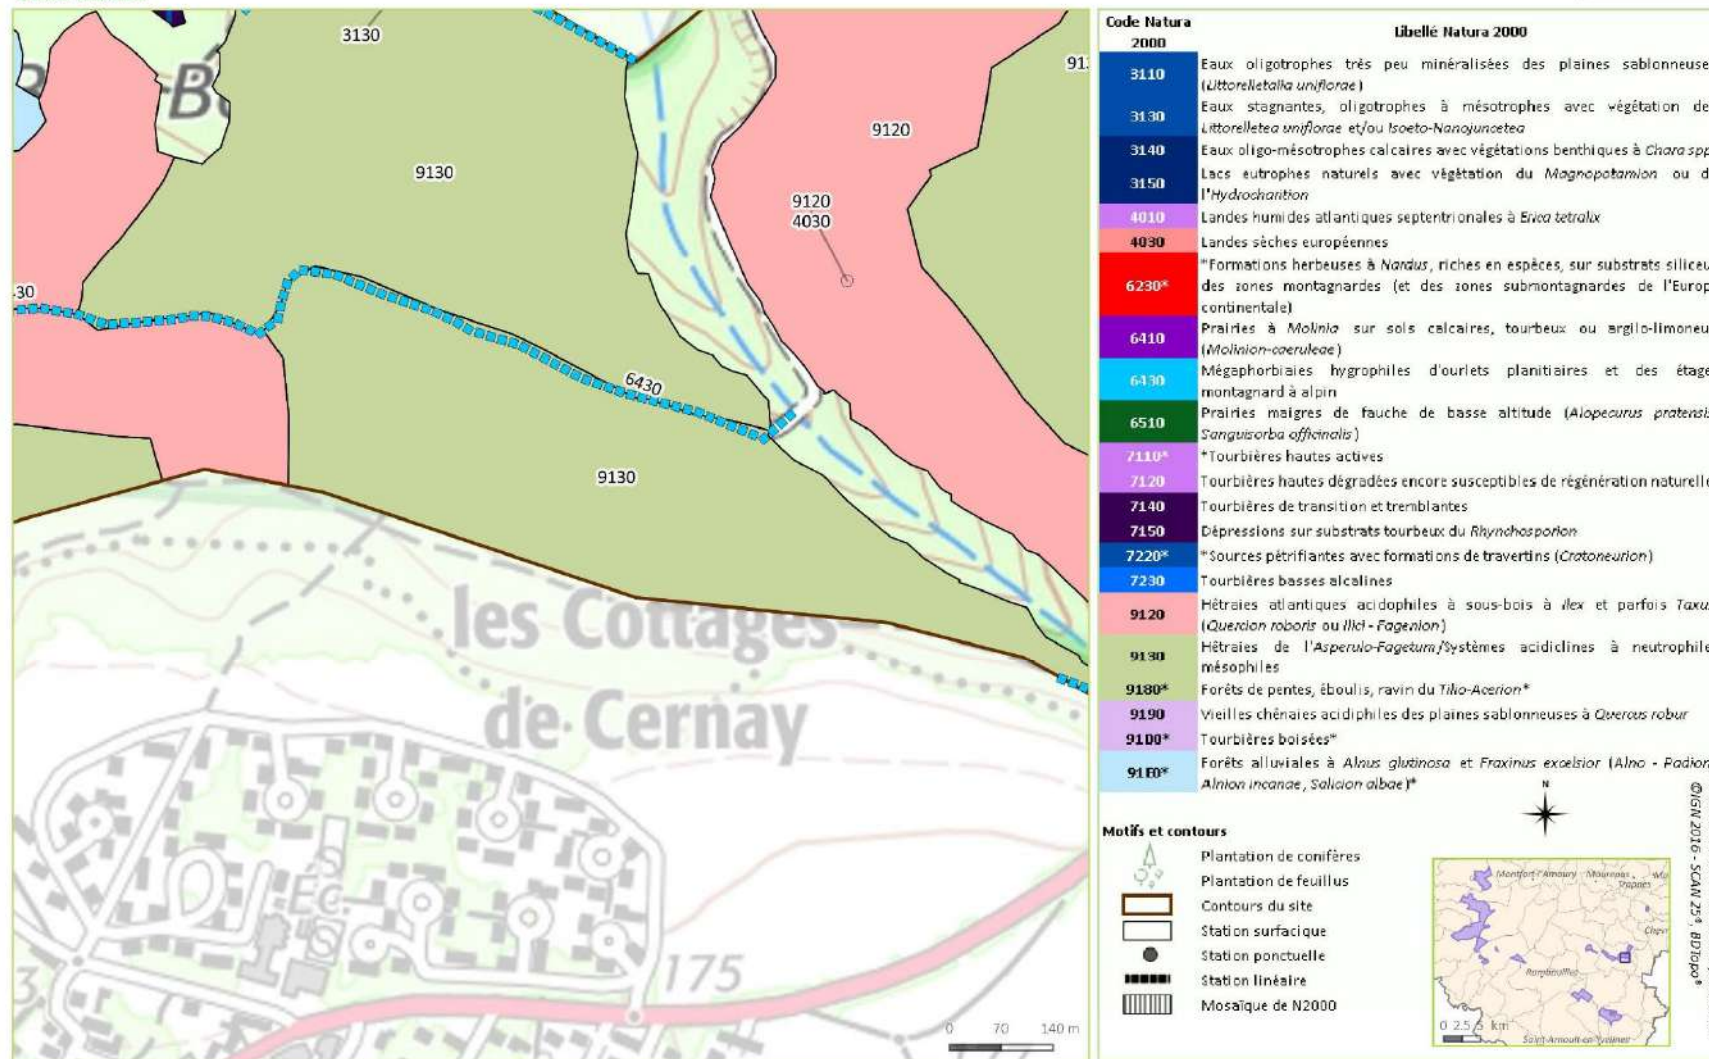 3130
9120
9130
9120
4030
6430
9130
les Cottages
de Cernay
175
0 70 140 m
Code Natura
2000
Libellé Natura 2000
3110
Eaux oligotrophes très peu minéralisées des plaines sablonneuse
(Littorelletalia uniflorae)
3130
Eaux stagnantes, oligotrophes à mésotrophes avec végétation de
Littorelletea uniflorae et/ou Isoeto-Nanojuncetea
3140
Eaux oligo-mésotrophes calcaires avec végétations benthiques à Chara spp
3150
Lacs eutrophes naturels avec végétation du Magnopotamion ou d
l'Hydrocharition
4010
Landes humides atlantiques septentrionales à Erica tetralix
4030
Landes sèches européennes
6230*
*Formations herbeuses à Nardus, riches en espèces, sur substrats siliceu
des zones montagnardes (et des zones submontagnardes de l'Europ
continentale)
6410
Prairies à Molinia sur sols calcaires, tourbeux ou argilo-limoneu
(Molinion-caeruleae)
6430
Mégaphorbiaies hygrophiles d'ourlets planitiaires et des étage
montagnard à alpin
6510
Prairies maigres de fauche de basse altitude (Alopecurus pratensis
Sanguisorba officinalis)
7110*
*Tourbières hautes actives
7120
Tourbières hautes dégradées encore susceptibles de régénération naturelle
7140
Tourbières de transition et tremblantes
7150
Dépressions sur substrats tourbeux du Rhynchosporion
7220*
*Sources pétrifiantes avec formations de travertins (Cratoneurion)
7230
Tourbières basses alcalines
9120
Hêtraies atlantiques acidophiles à sous-bois à Ilex et parfois Taxu
(Quercion roboris ou Ilici - Fagenion)
9130
Hêtraies de l'Asperulo-Fagetum/Systèmes acidiclines à neutrophile
mésophiles
9180*
Forêts de pentes, éboulis, ravin du Tilio-Acerion*
9190
Vieilles chênaies acidiphiles des plaines sablonneuses à Quercus robur
91D0*
Tourbières boisées*
91E0*
Forêts alluviales à Alnus glutinosa et Fraxinus excelsior (Alno - Padion
Alnion incanae, Salicion albae)*
N
Motifs et contours
Plantation de conifères
Plantation de feuillus
Contours du site
Station surfacique
Station ponctuelle
Station linéaire
Mosaïque de N2000
Montfort-l'Amaury
Maurepas
Trappes
Rambouillet
0 2.5 5 km
Saint-Arnoult-en-Yvelines
©IGN 2016 - SCAN 25®, BDTopo®